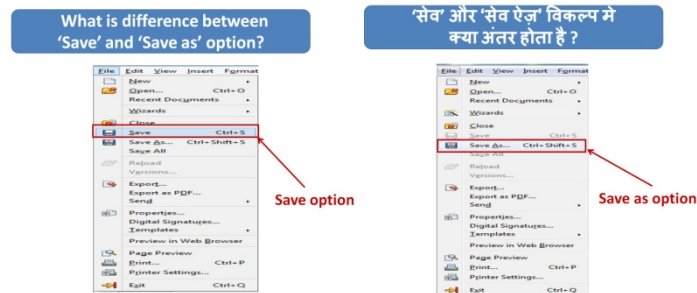 What is difference between
‘Save’ and ‘Save as’ option?
File Edit View Insert Format
New
Open... Ctrl+O
Recent Documents
Wizards
Close
Save Ctrl+S
Save As... Ctrl+Shift+S
Save All
Reload
Versions...
Export...
Export as PDF...
Send
Properties...
Digital Signatures...
Templates
Preview in Web Browser
Page Preview
Print... Ctrl+P
Printer Settings...
Exit Ctrl+Q
Save option
‘सेव’ और ‘सेव ऐज़’ विकल्प मे
क्या अंतर होता है ?
File Edit View Insert Format
New
Open... Ctrl+O
Recent Documents
Wizards
Close
Save Ctrl+S
Save As... Ctrl+Shift+S
Save All
Reload
Versions...
Export...
Export as PDF...
Send
Properties...
Digital Signatures...
Templates
Preview in Web Browser
Page Preview
Print... Ctrl+P
Printer Settings...
Exit Ctrl+Q
Save as option